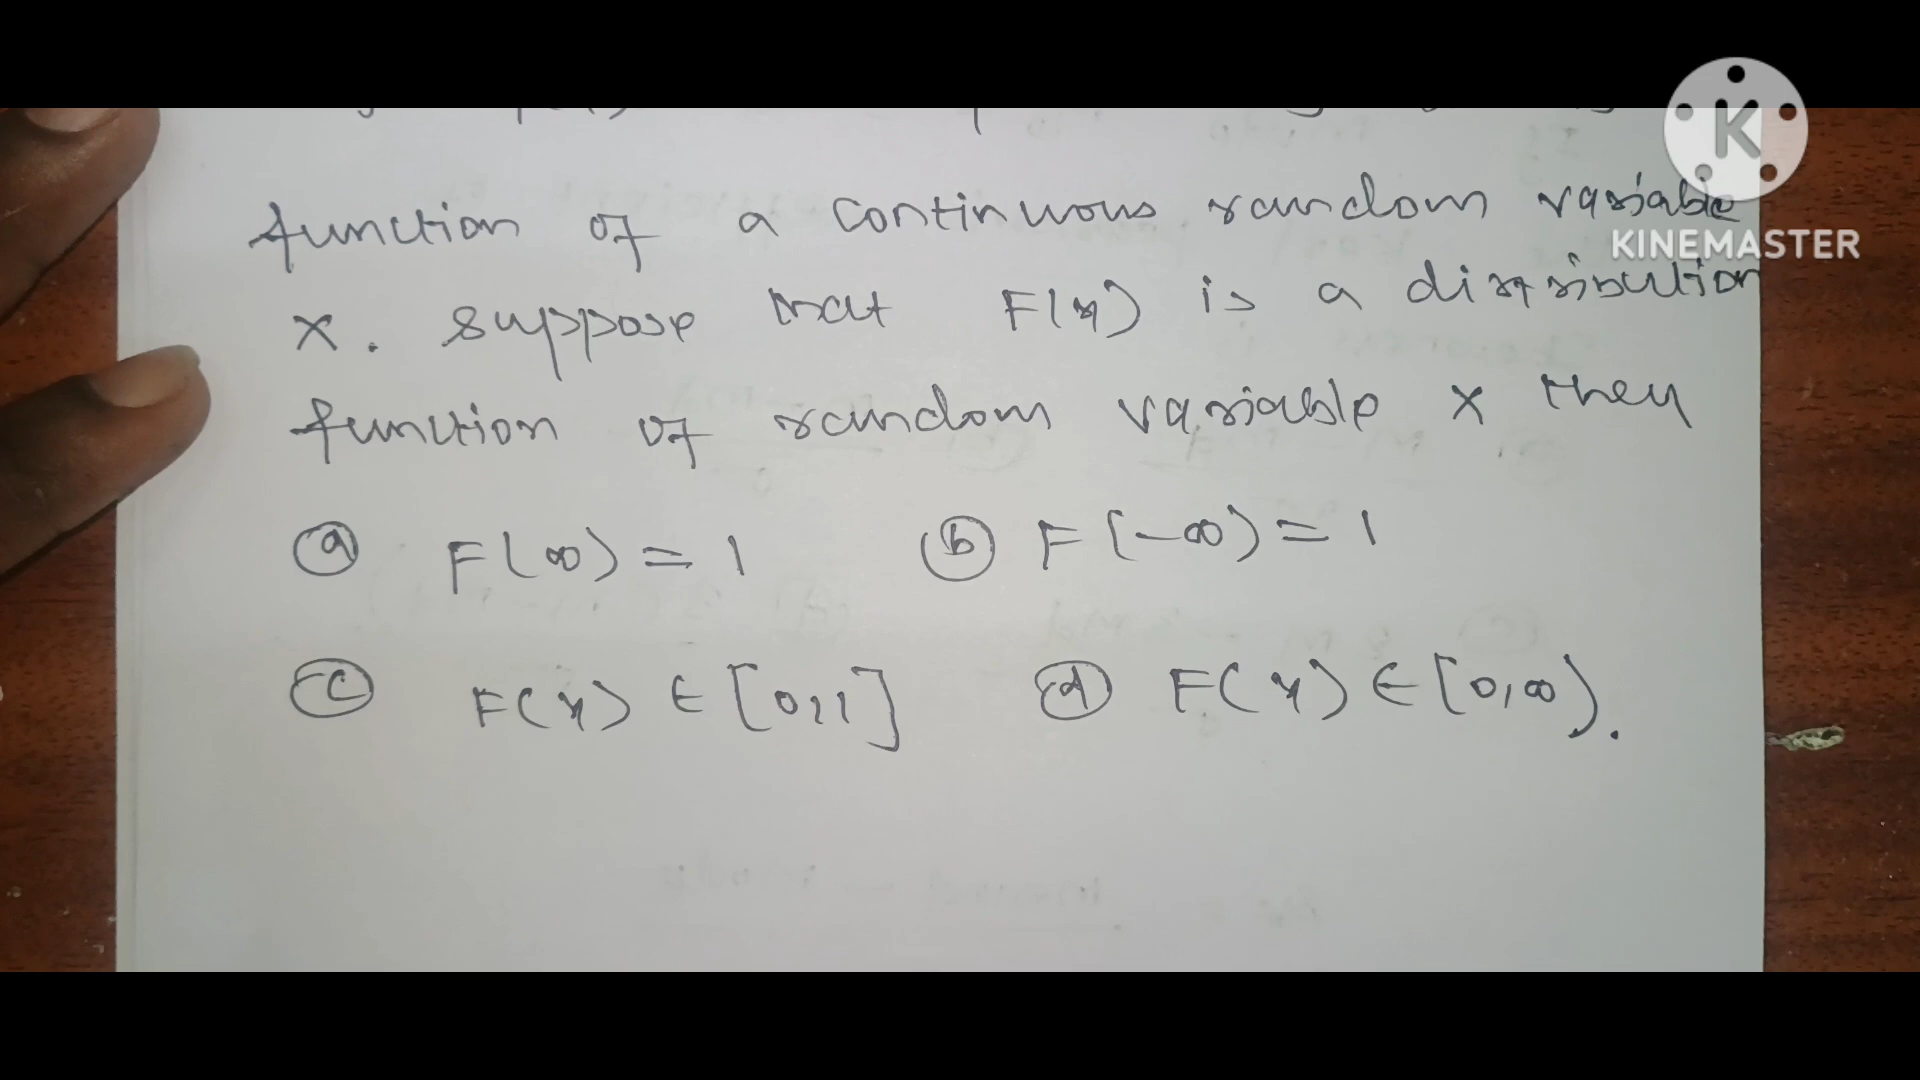 function of a continuous random variable
KINEMASTER
x. suppose that F(x) is a distribution
function of random variable x then
(a) F(∞) = 1 (b) F(-∞) = 1
(c) F(x) ∈ [0,1] (d) F(x) ∈ [0,∞).